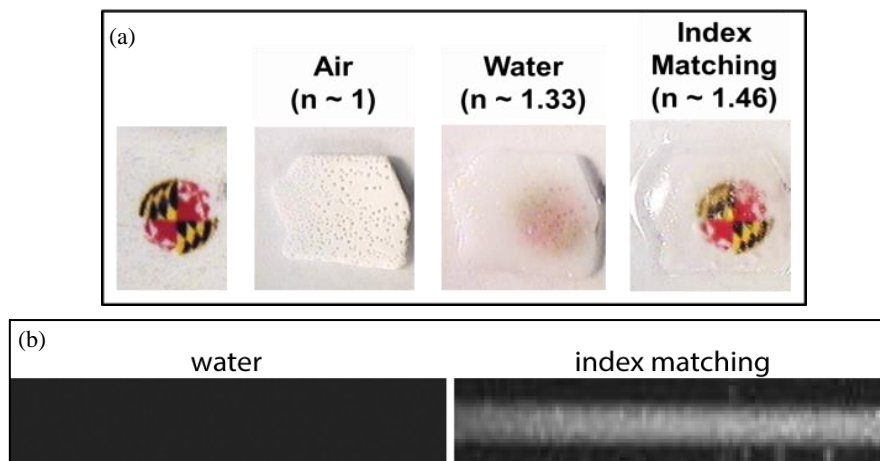 (a)
Air
(n ~ 1)
Water
(n ~ 1.33)
Index
Matching
(n ~ 1.46)
(b)
water
index matching